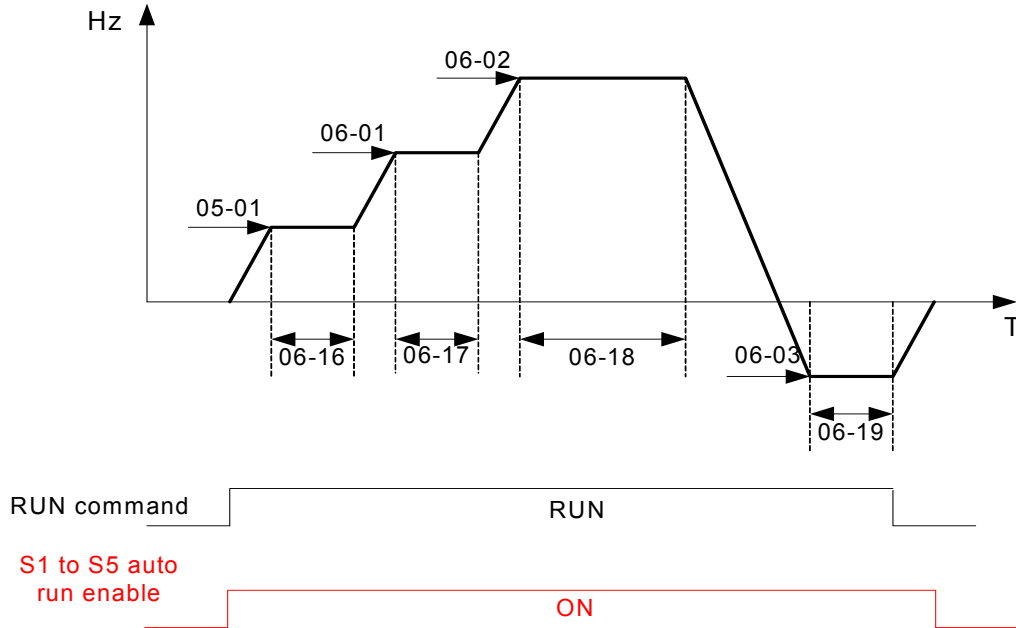 Hz
06-02
06-01
05-01
T
06-16
06-17
06-18
06-03
06-19
RUN command
RUN
S1 to S5 auto
run enable
ON